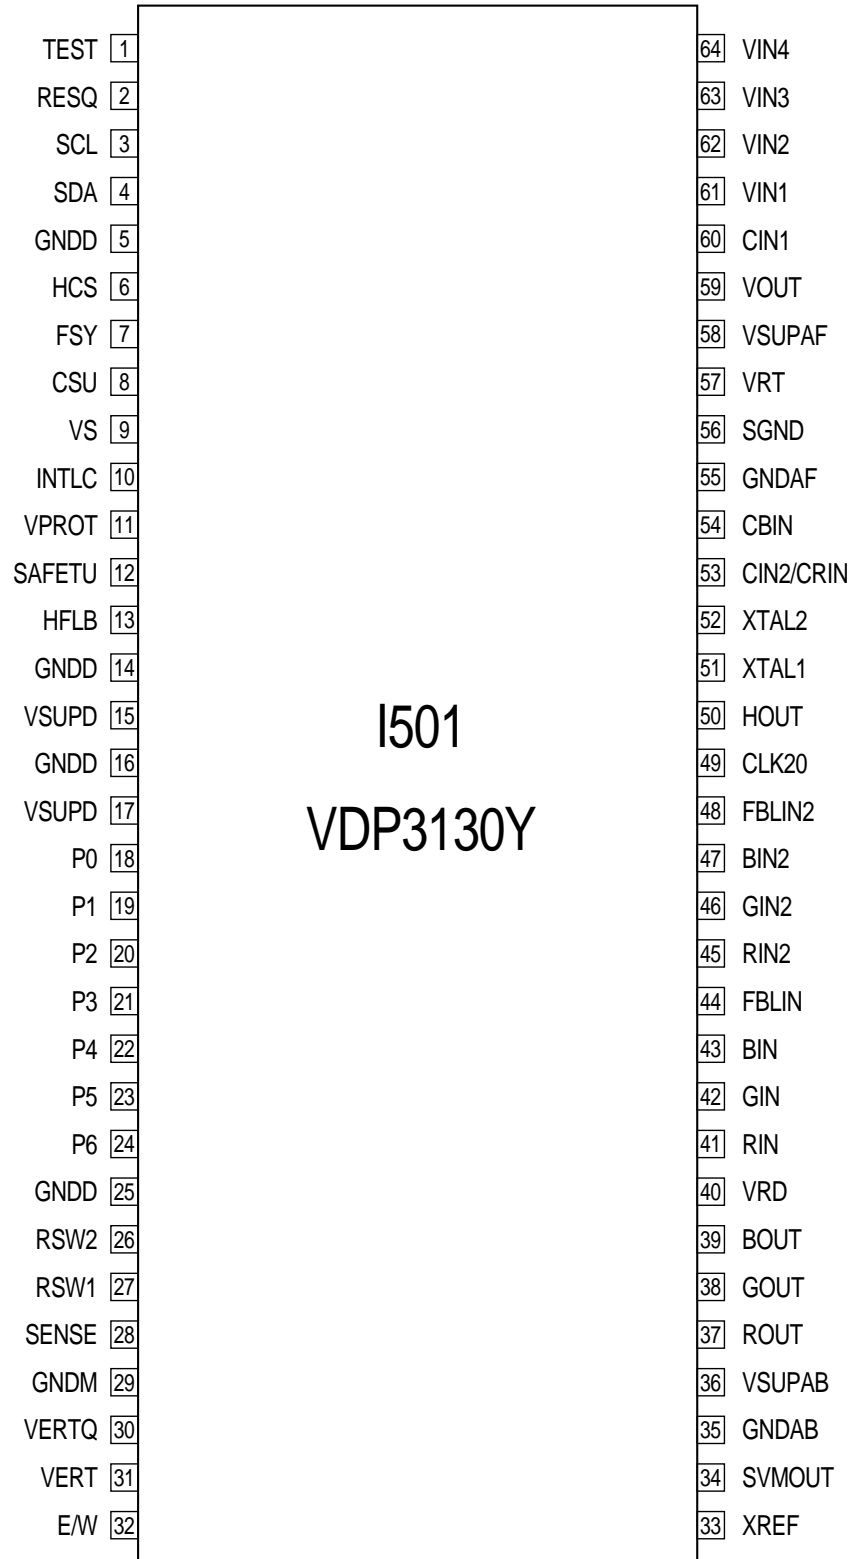 TEST 1 64 VIN4
RESQ 2 63 VIN3
SCL 3 62 VIN2
SDA 4 61 VIN1
GNDD 5 60 CIN1
HCS 6 59 VOUT
FSY 7 58 VSUPAF
CSU 8 57 VRT
VS 9 56 SGND
INTLC 10 55 GNDAF
VPROT 11 54 CBIN
SAFETU 12 53 CIN2/CRIN
HFLB 13 52 XTAL2
GNDD 14 51 XTAL1
VSUPD 15 50 HOUT
I501
GNDD 16 49 CLK20
VSUPD 17 48 FBLIN2
VDP3130Y
P0 18 47 BIN2
P1 19 46 GIN2
P2 20 45 RIN2
P3 21 44 FBLIN
P4 22 43 BIN
P5 23 42 GIN
P6 24 41 RIN
GNDD 25 40 VRD
RSW2 26 39 BOUT
RSW1 27 38 GOUT
SENSE 28 37 ROUT
GNDM 29 36 VSUPAB
VERTQ 30 35 GNDAB
VERT 31 34 SVMOUT
E/W 32 33 XREF